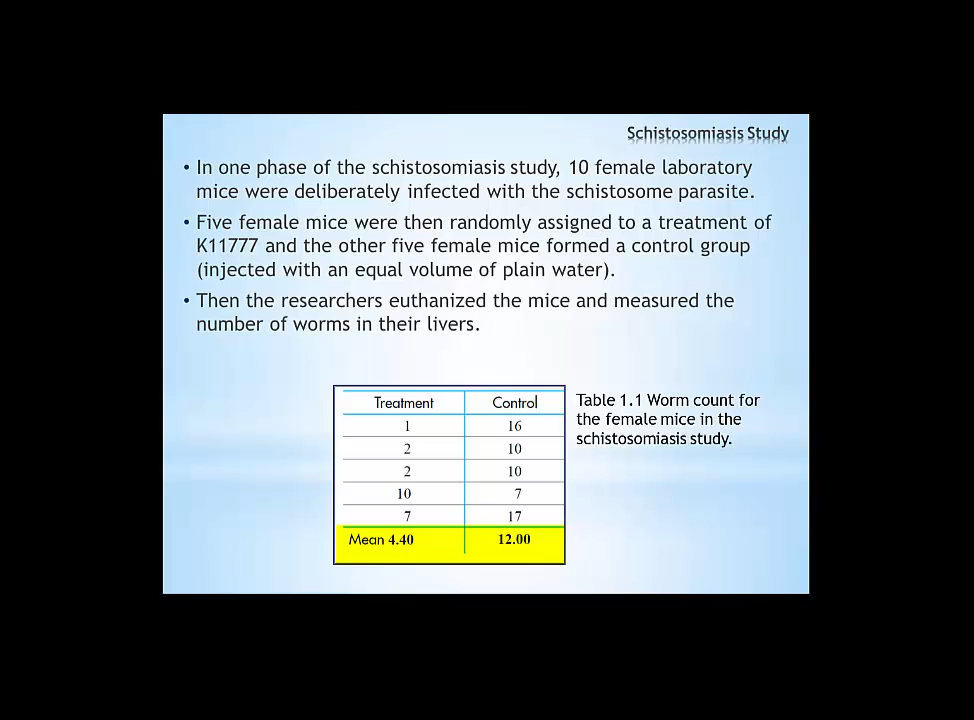 Schistosomiasis Study
• In one phase of the schistosomiasis study, 10 female laboratory
mice were deliberately infected with the schistosome parasite.
• Five female mice were then randomly assigned to a treatment of
K11777 and the other five female mice formed a control group
(injected with an equal volume of plain water).
• Then the researchers euthanized the mice and measured the
number of worms in their livers.
Treatment Control
1 16
2 10
2 10
10 7
7 17
Mean 4.40 12.00
Table 1.1 Worm count for
the female mice in the
schistosomiasis study.